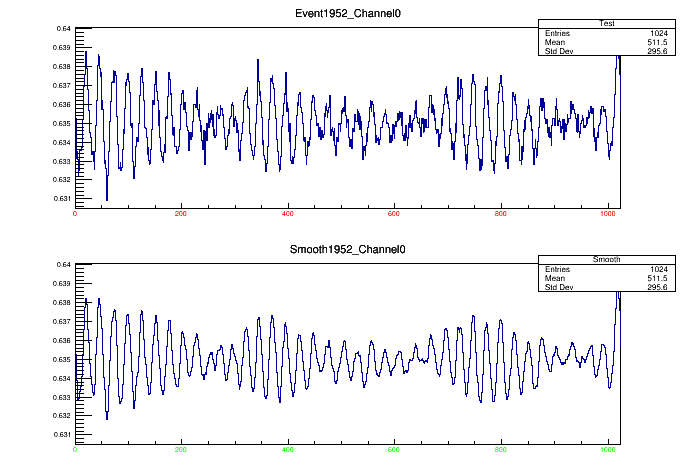 Event1952_Channel0
Test
Entries 1024
Mean 511.5
Std Dev 295.6
0.64
0.639
0.638
0.637
0.636
0.635
0.634
0.633
0.632
0.631
0 200 400 600 800 1000
Smooth1952_Channel0
Smooth
Entries 1024
Mean 511.5
Std Dev 295.6
0.64
0.639
0.638
0.637
0.636
0.635
0.634
0.633
0.632
0.631
0 200 400 600 800 1000